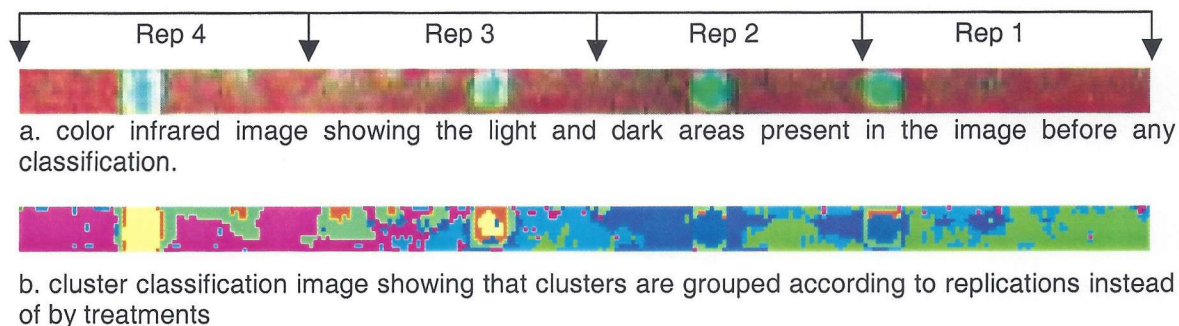 Rep 4 Rep 3 Rep 2 Rep 1
a. color infrared image showing the light and dark areas present in the image before any
classification.
b. cluster classification image showing that clusters are grouped according to replications instead
of by treatments